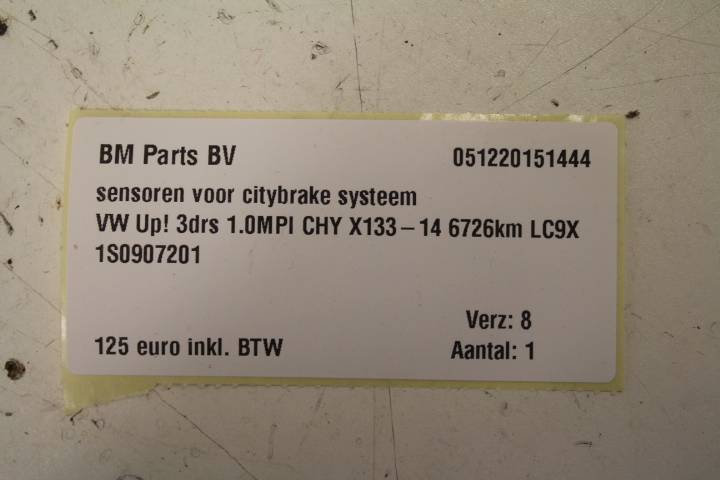 BM Parts BV 051220151444
sensoren voor citybrake systeem
VW Up! 3drs 1.0MPI CHY X133-14 6726km LC9X
1S0907201
Verz: 8
125 euro inkl. BTW Aantal: 1